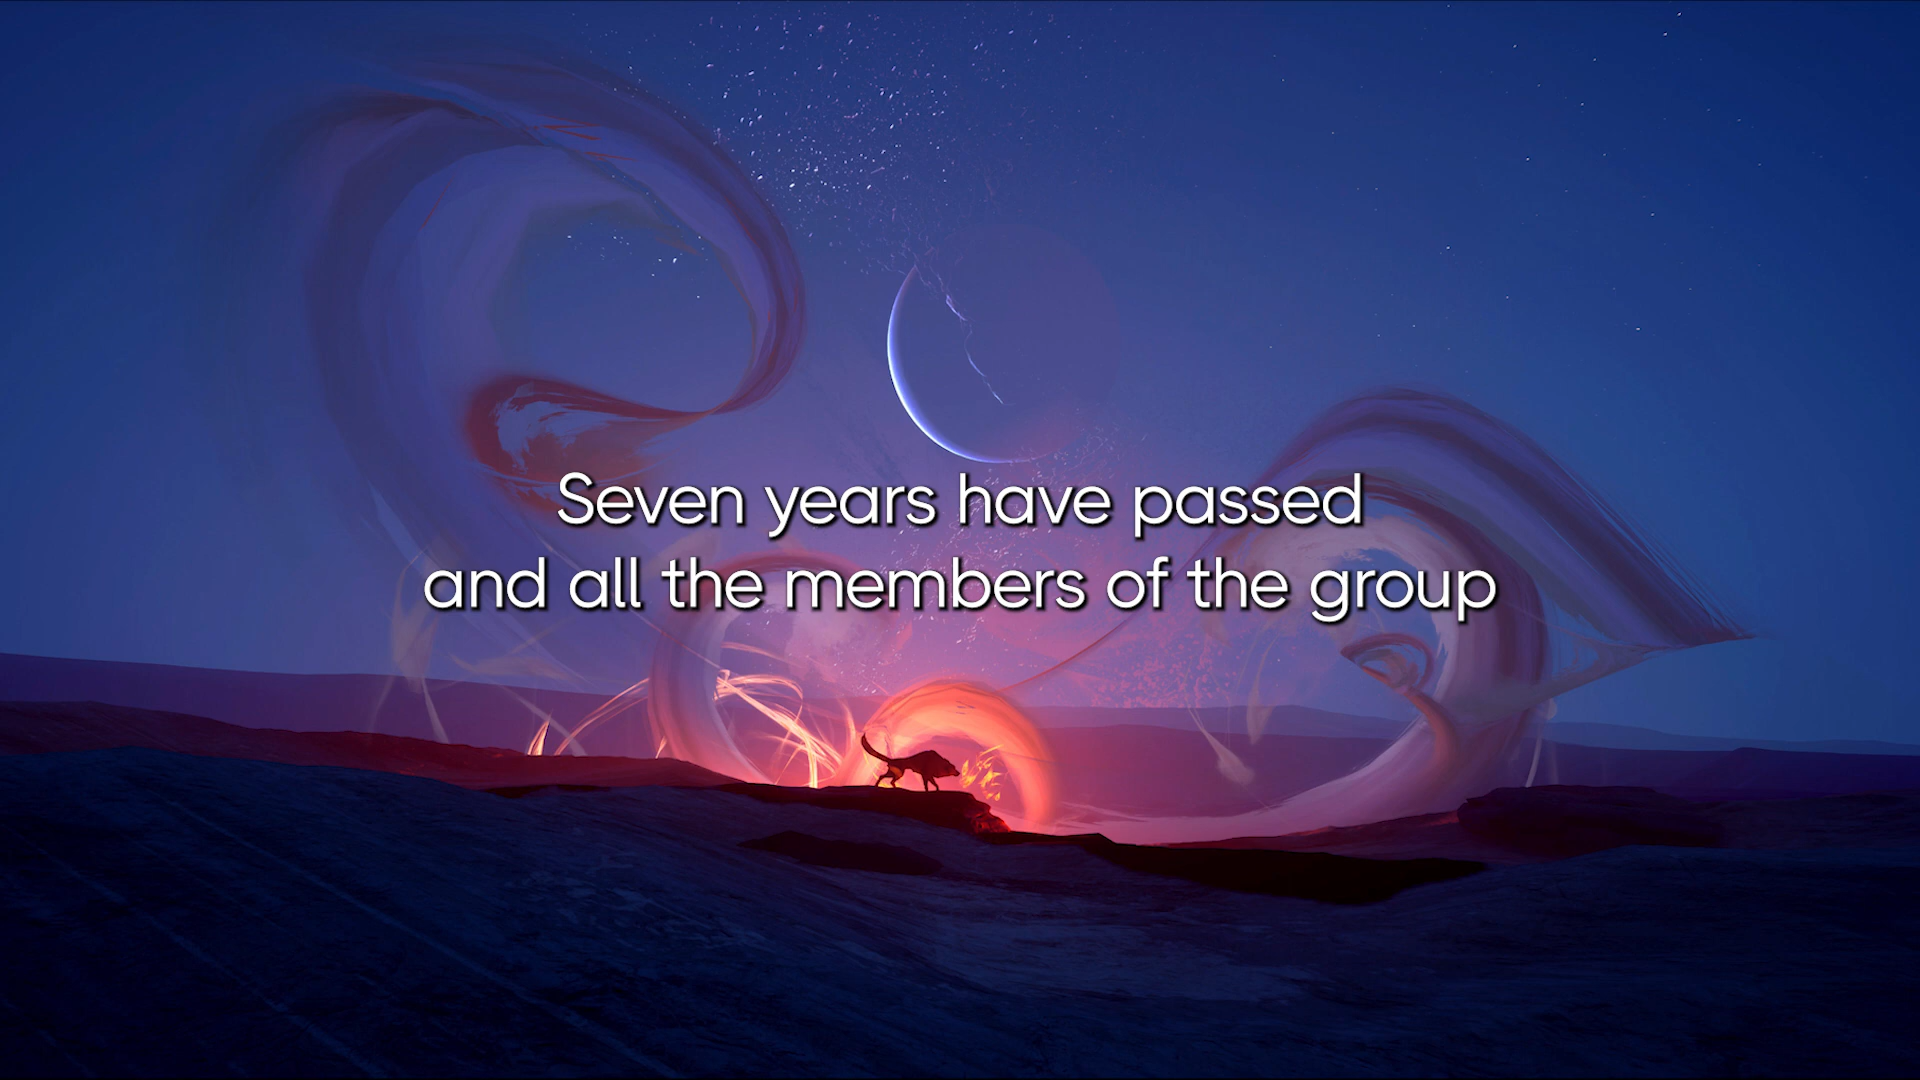 Seven years have passed
and all the members of the group